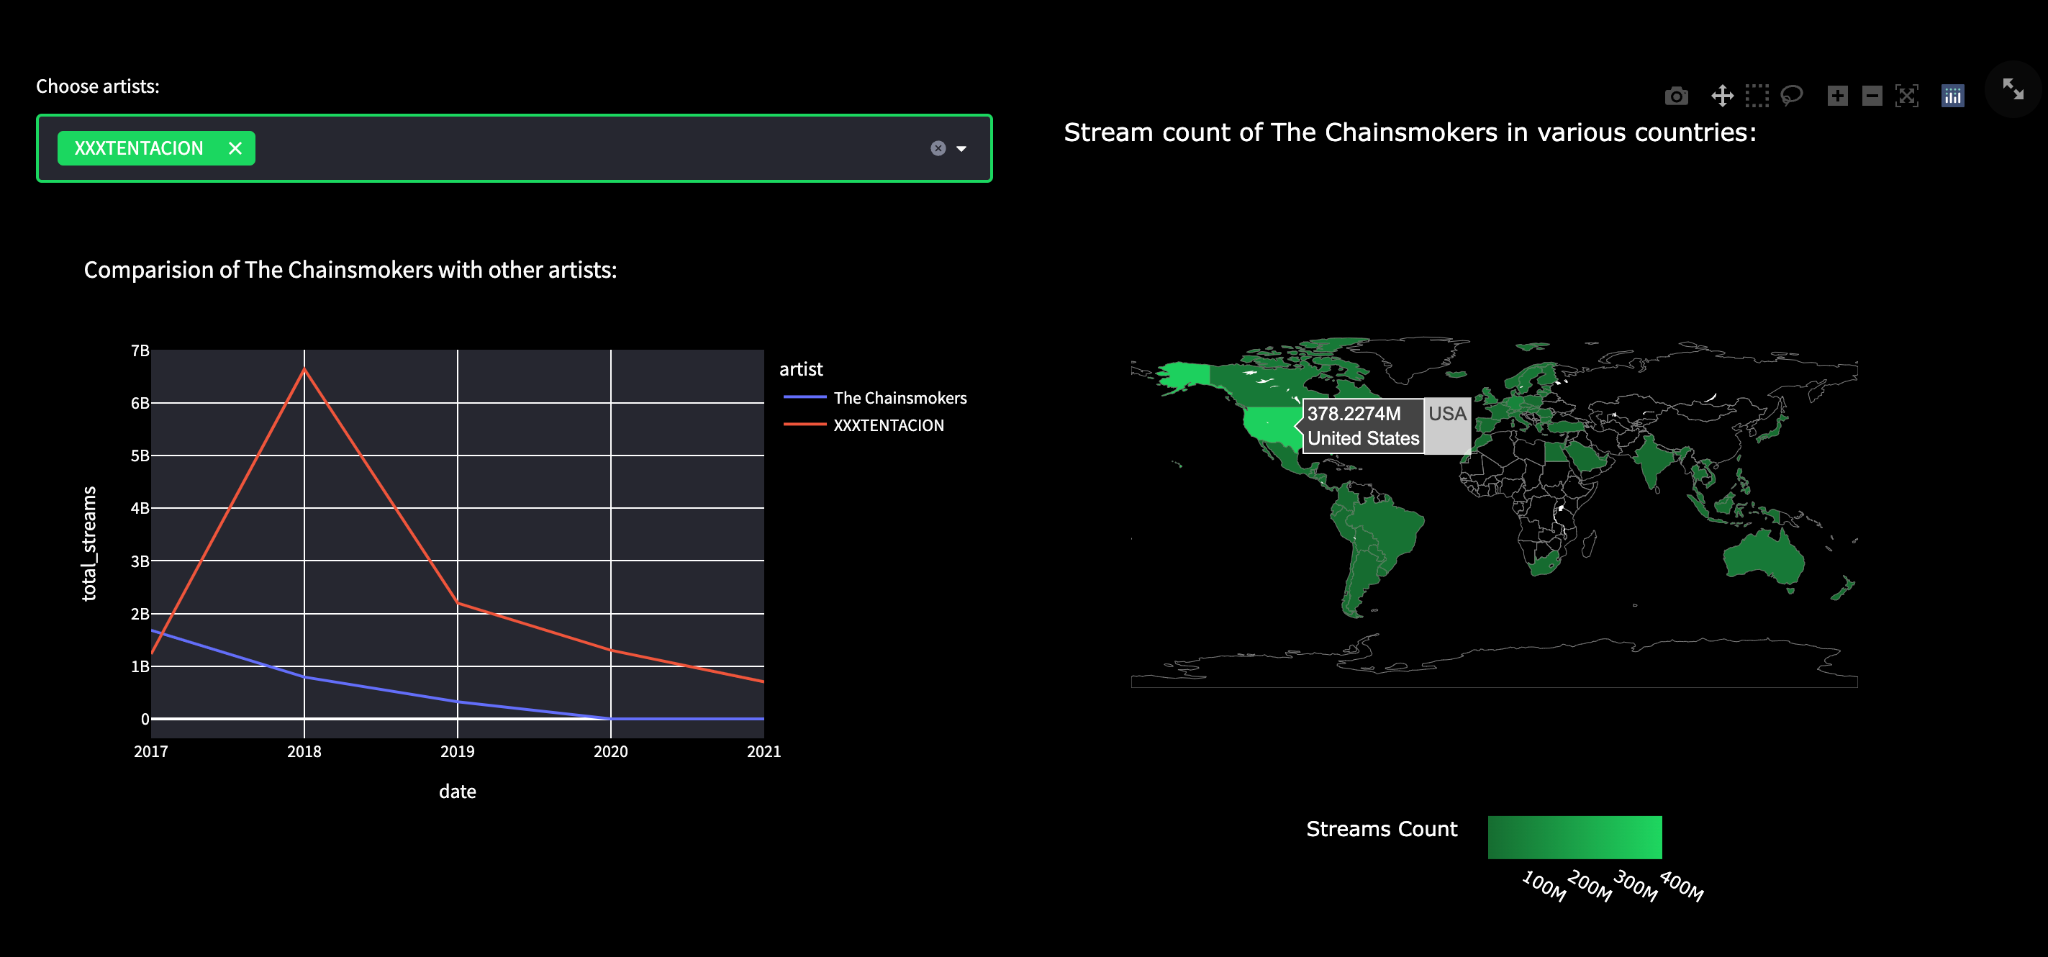 Choose artists:
XXXTENTACION
Comparision of The Chainsmokers with other artists:
7B
6B
5B
4B
3B
2B
1B
0
total_streams
2017 2018 2019 2020 2021
date
artist
The Chainsmokers
XXXTENTACION
Stream count of The Chainsmokers in various countries:
378.2274M USA
United States
Streams Count
100M 200M 300M 400M